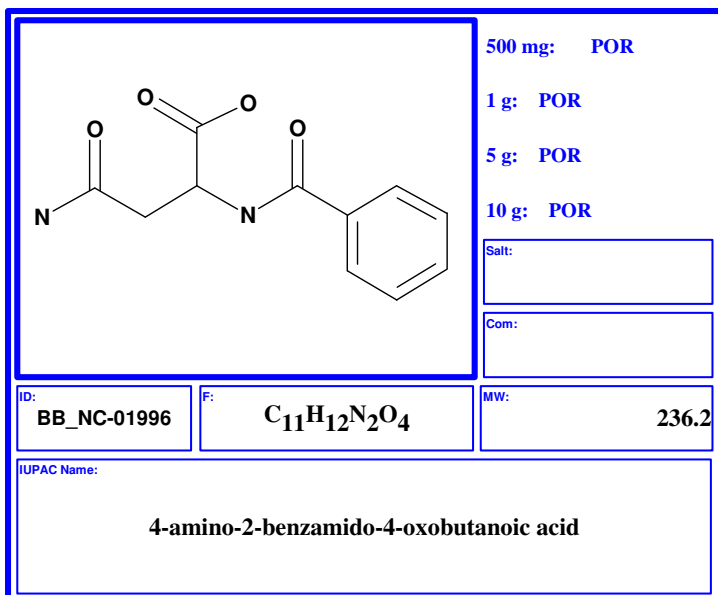 O
O
O
O
N
N
500 mg: POR
1 g: POR
5 g: POR
10 g: POR
Salt:
Com:
ID:
BB_NC-01996
F:
C11H12N2O4
MW:
236.2
IUPAC Name:
4-amino-2-benzamido-4-oxobutanoic acid